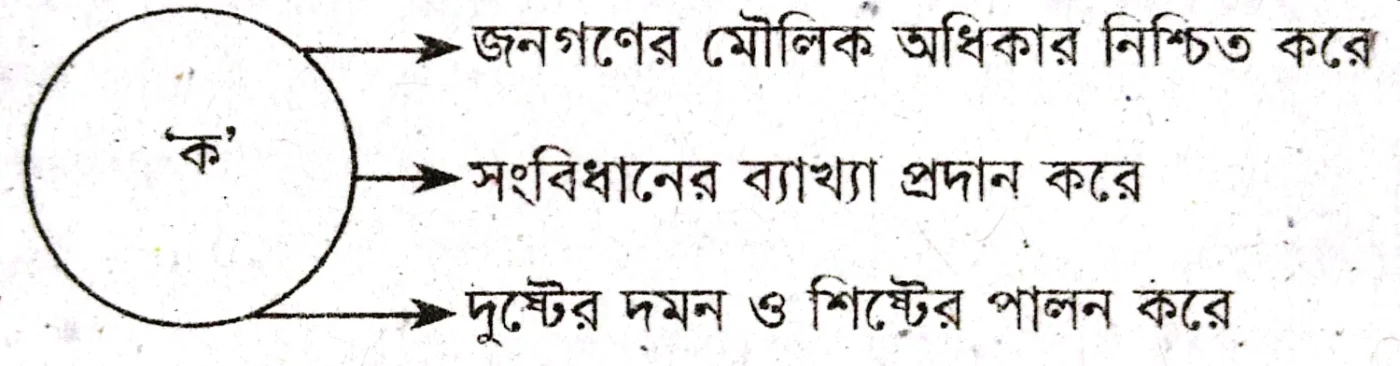 জনগণের মৌলিক অধিকার নিশ্চিত করে
‘ক’
সংবিধানের ব্যাখ্যা প্রদান করে
দুষ্টের দমন ও শিষ্টের পালন করে